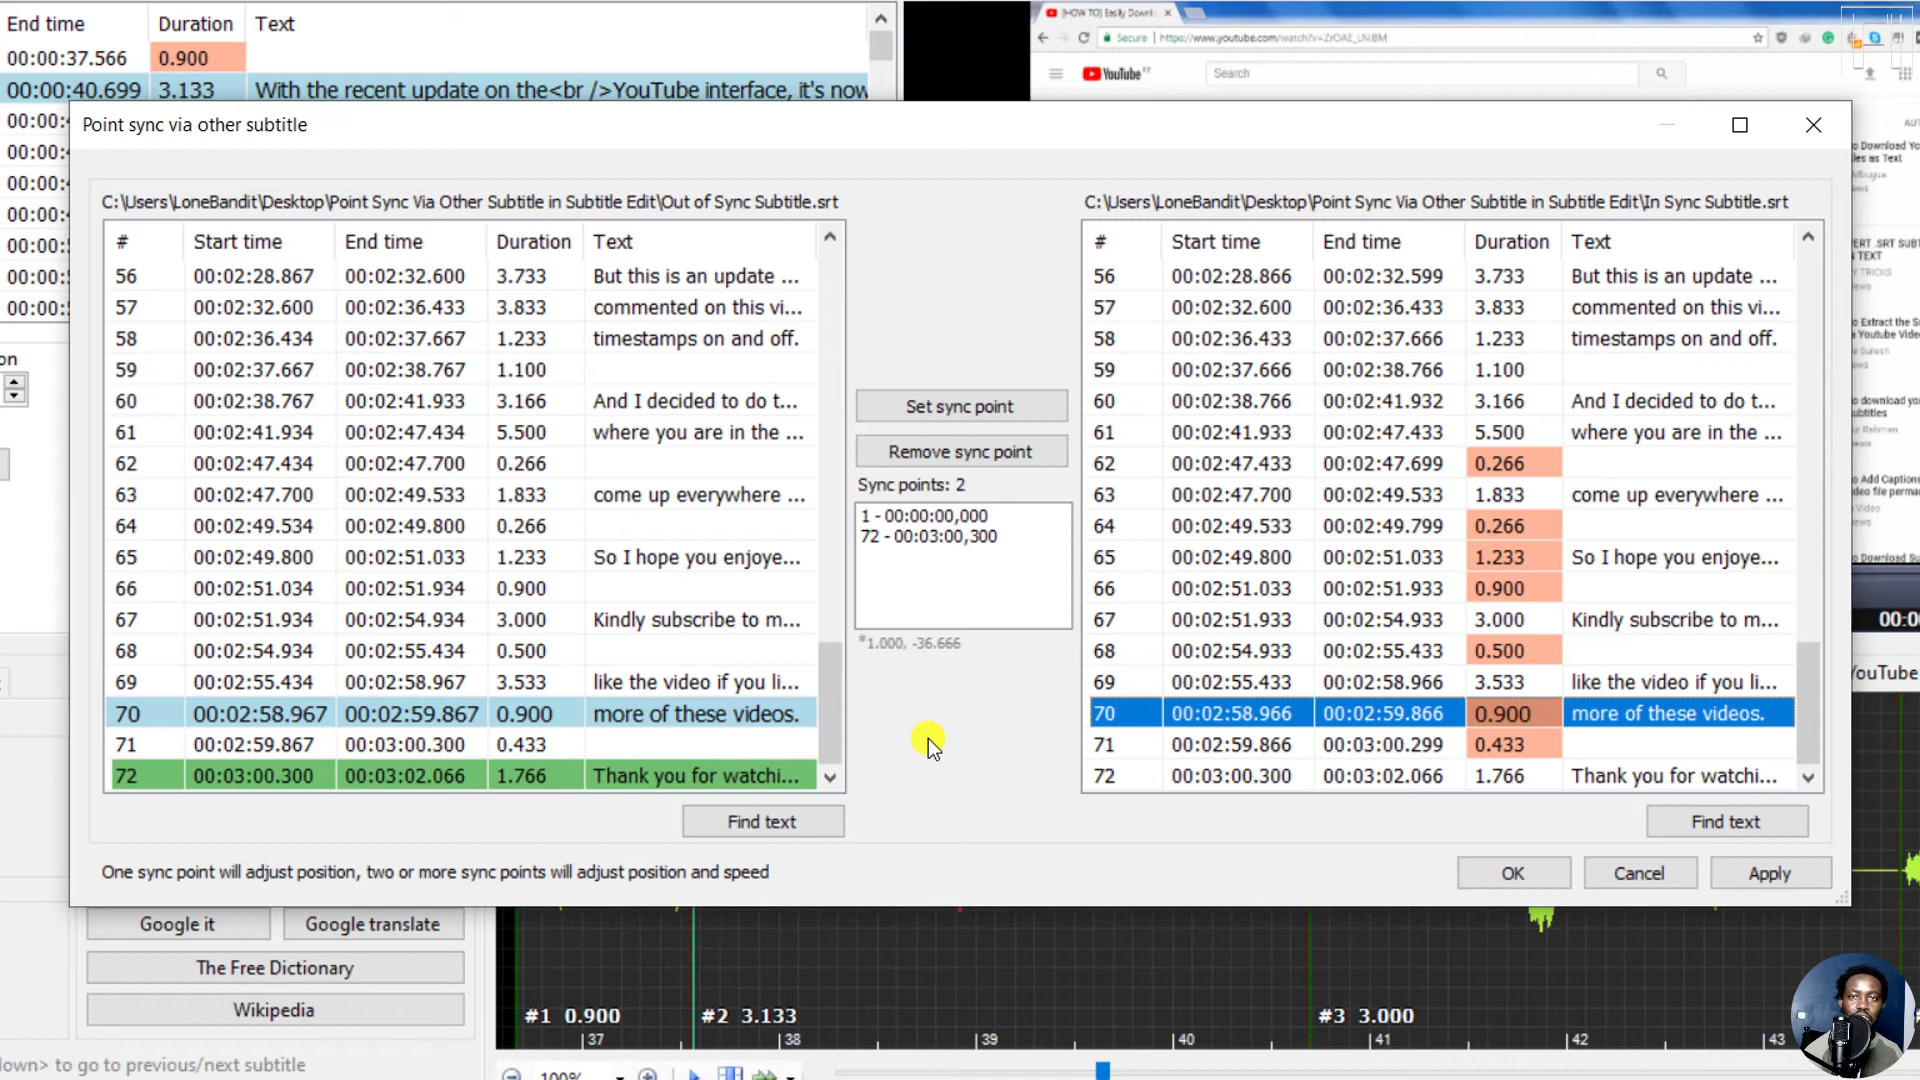 End time Duration Text
00:00:37.566 0.900
00:00:40.699 3.133 With the recent update on the<br />YouTube interface, it's now
[HOW TO] Easily Downl
Secure https://www.youtube.com/watch?v=ZrOAE_LNiBM
YouTube Search
Point sync via other subtitle
C:\Users\LoneBandit\Desktop\Point Sync Via Other Subtitle in Subtitle Edit\Out of Sync Subtitle.srt
# Start time End time Duration Text
56 00:02:28.867 00:02:32.600 3.733 But this is an update ...
57 00:02:32.600 00:02:36.433 3.833 commented on this vi...
58 00:02:36.434 00:02:37.667 1.233 timestamps on and off.
59 00:02:37.667 00:02:38.767 1.100
60 00:02:38.767 00:02:41.933 3.166 And I decided to do t...
61 00:02:41.934 00:02:47.434 5.500 where you are in the ...
62 00:02:47.434 00:02:47.700 0.266
63 00:02:47.700 00:02:49.533 1.833 come up everywhere ...
64 00:02:49.534 00:02:49.800 0.266
65 00:02:49.800 00:02:51.033 1.233 So I hope you enjoye...
66 00:02:51.034 00:02:51.934 0.900
67 00:02:51.934 00:02:54.934 3.000 Kindly subscribe to m...
68 00:02:54.934 00:02:55.434 0.500
69 00:02:55.434 00:02:58.967 3.533 like the video if you li...
70 00:02:58.967 00:02:59.867 0.900 more of these videos.
71 00:02:59.867 00:03:00.300 0.433
72 00:03:00.300 00:03:02.066 1.766 Thank you for watchi...
Find text
Set sync point
Remove sync point
Sync points: 2
1 - 00:00:00,000
72 - 00:03:00,300
*1.000, -36.666
C:\Users\LoneBandit\Desktop\Point Sync Via Other Subtitle in Subtitle Edit\In Sync Subtitle.srt
# Start time End time Duration Text
56 00:02:28.866 00:02:32.599 3.733 But this is an update ...
57 00:02:32.600 00:02:36.433 3.833 commented on this vi...
58 00:02:36.433 00:02:37.666 1.233 timestamps on and off.
59 00:02:37.666 00:02:38.766 1.100
60 00:02:38.766 00:02:41.932 3.166 And I decided to do t...
61 00:02:41.933 00:02:47.433 5.500 where you are in the ...
62 00:02:47.433 00:02:47.699 0.266
63 00:02:47.700 00:02:49.533 1.833 come up everywhere ...
64 00:02:49.533 00:02:49.799 0.266
65 00:02:49.800 00:02:51.033 1.233 So I hope you enjoye...
66 00:02:51.033 00:02:51.933 0.900
67 00:02:51.933 00:02:54.933 3.000 Kindly subscribe to m...
68 00:02:54.933 00:02:55.433 0.500
69 00:02:55.433 00:02:58.966 3.533 like the video if you li...
70 00:02:58.966 00:02:59.866 0.900 more of these videos.
71 00:02:59.866 00:03:00.299 0.433
72 00:03:00.300 00:03:02.066 1.766 Thank you for watchi...
Find text
One sync point will adjust position, two or more sync points will adjust position and speed
OK Cancel Apply
Google it Google translate
The Free Dictionary
Wikipedia
own> to go to previous/next subtitle
#1 0.900 #2 3.133 #3 3.000
37 38 39 40 41 42 43
100%
YouTube